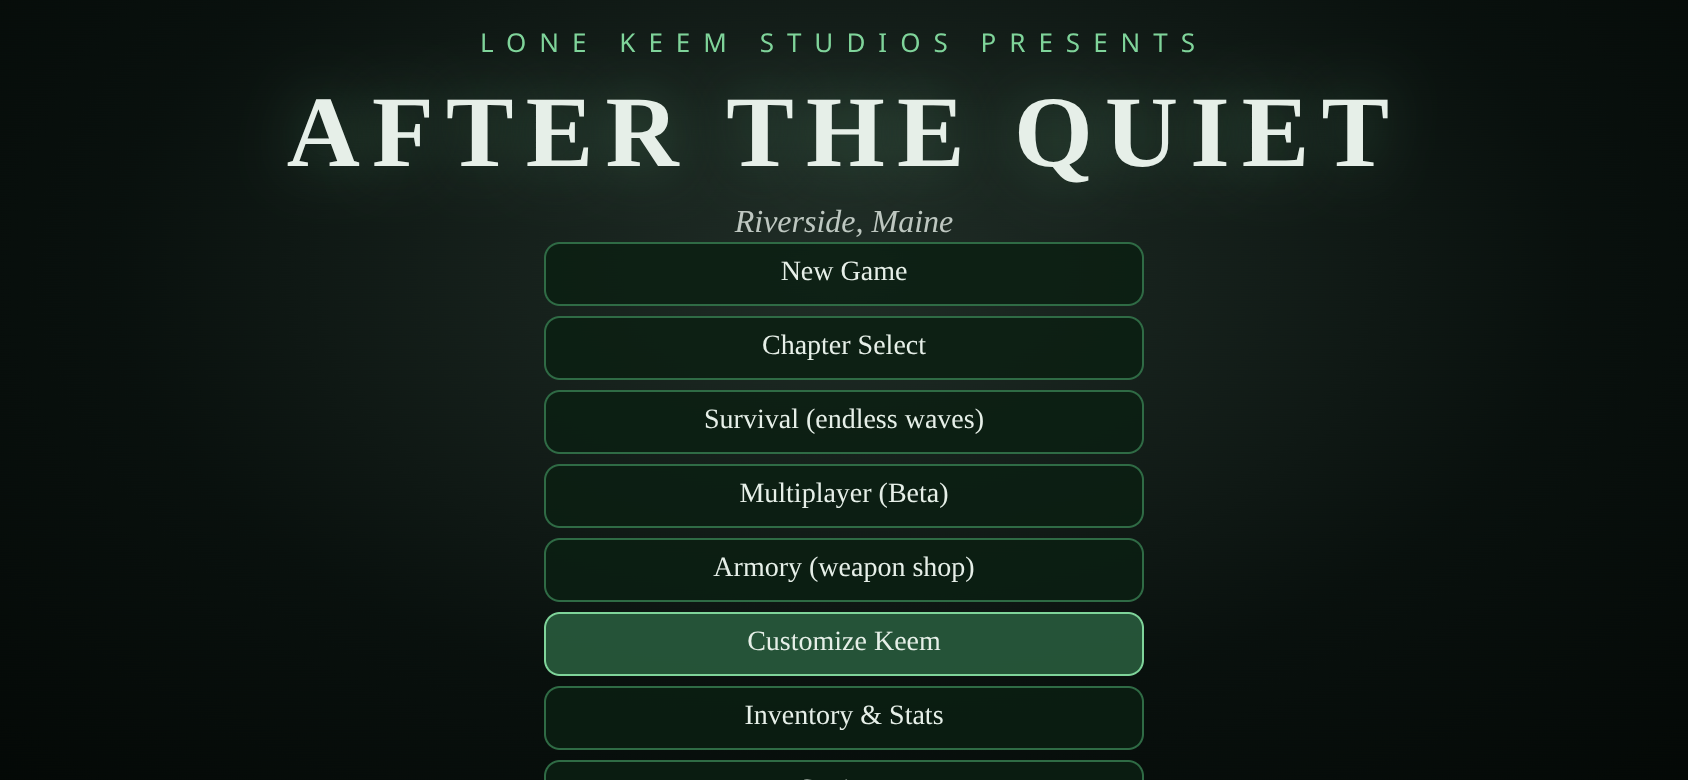 LONE KEEM STUDIOS PRESENTS
AFTER THE QUIET
Riverside, Maine
New Game
Chapter Select
Survival (endless waves)
Multiplayer (Beta)
Armory (weapon shop)
Customize Keem
Inventory & Stats